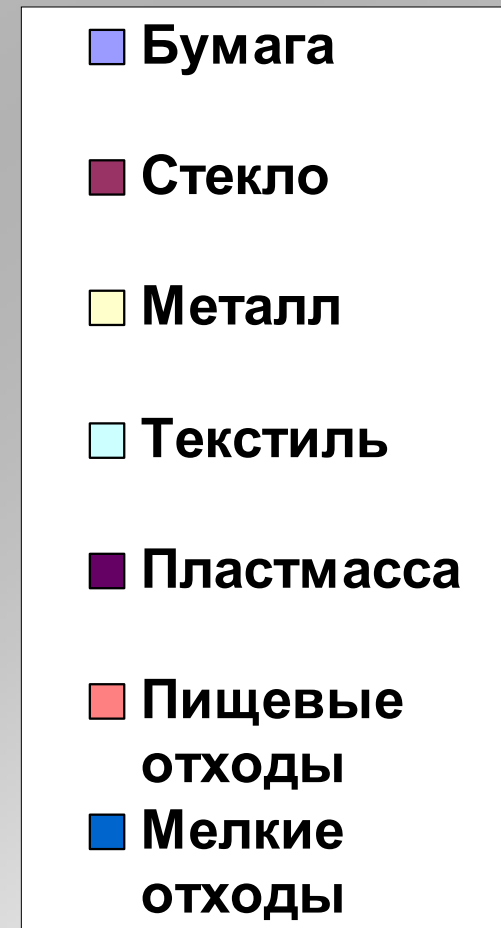 Бумага
Стекло
Металл
Текстиль
Пластмасса
Пищевые
отходы
Мелкие
отходы